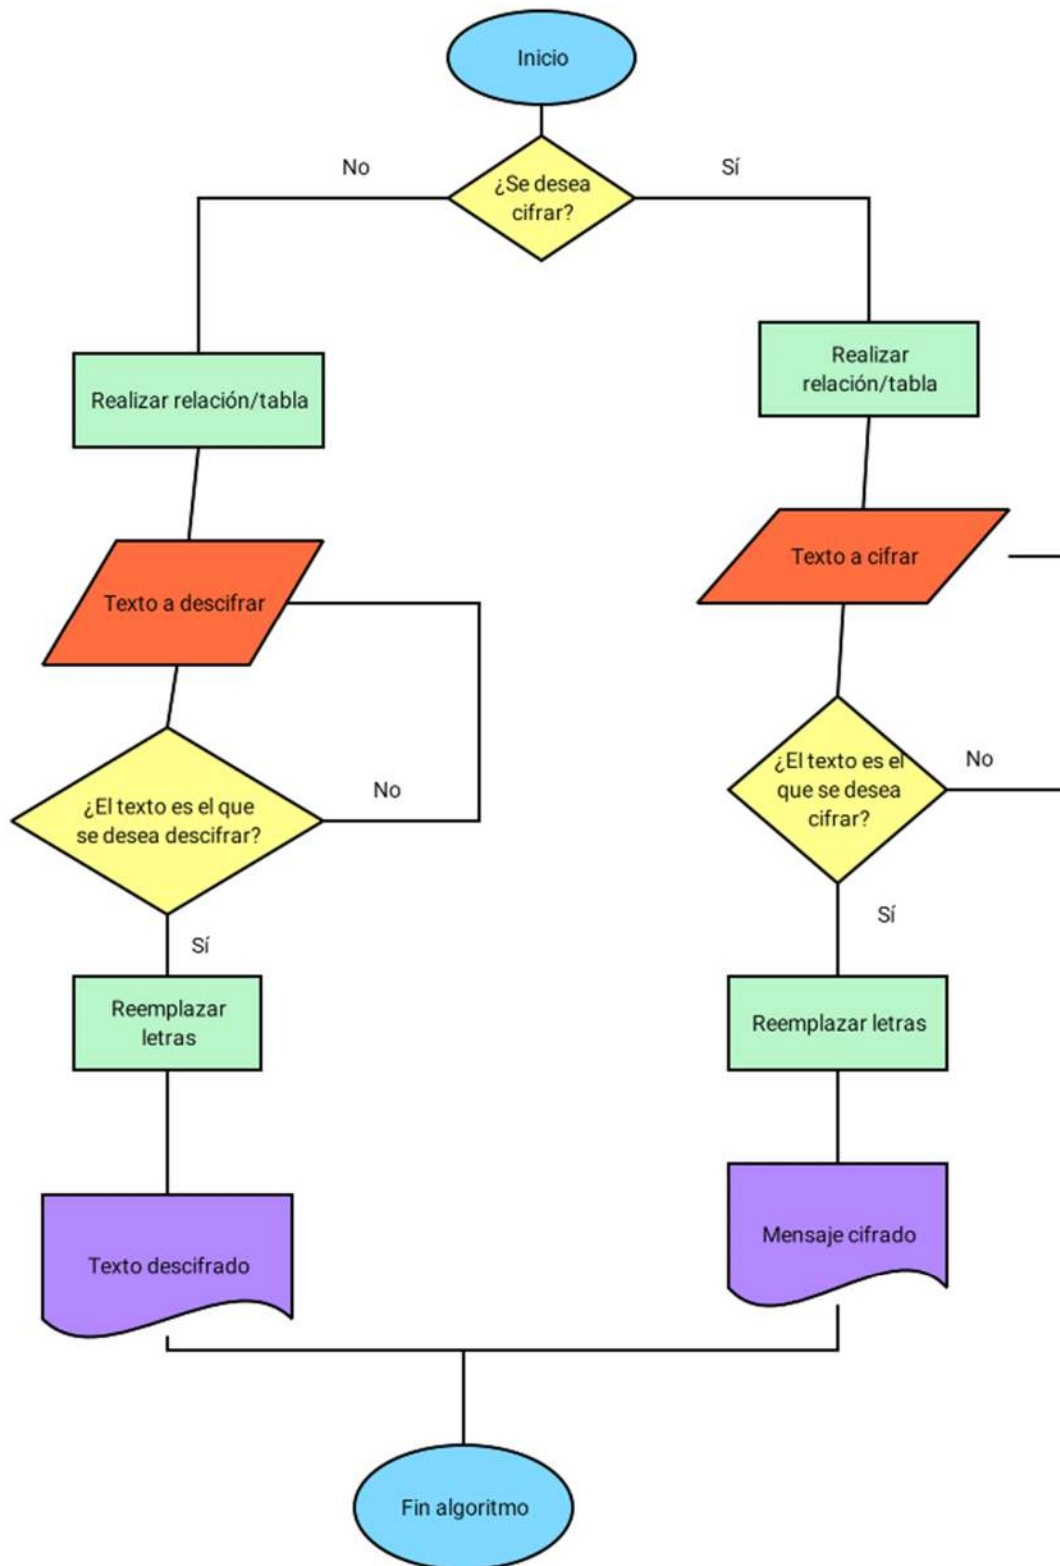 Inicio
No
Sí
¿Se desea
cifrar?
Realizar relación/tabla
Realizar
relación/tabla
Texto a descifrar
Texto a cifrar
¿El texto es el que
se desea descifrar?
No
¿El texto es el
que se desea
cifrar?
No
Sí
Sí
Reemplazar
letras
Reemplazar letras
Texto descifrado
Mensaje cifrado
Fin algoritmo